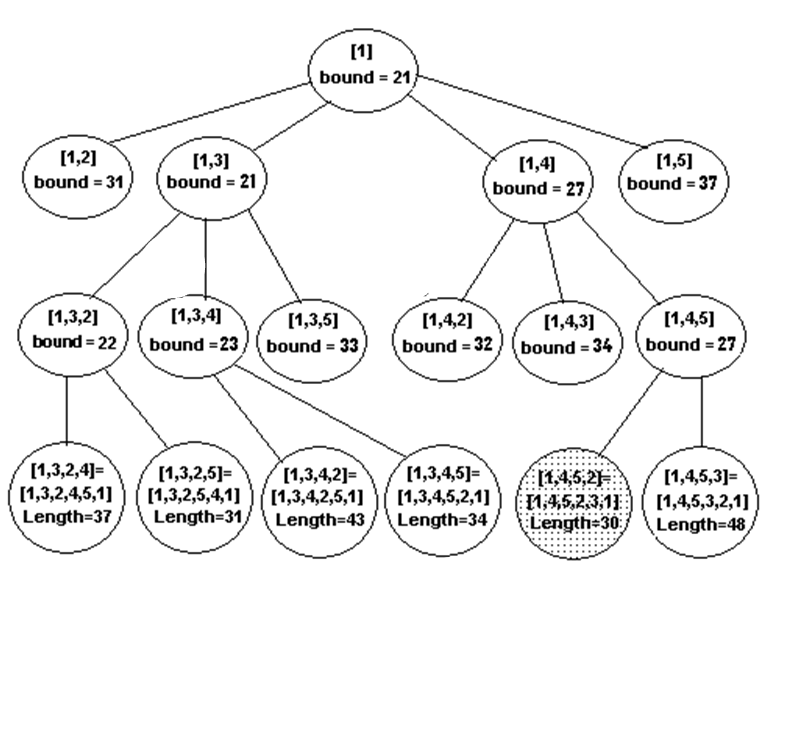 [1]
bound = 21
[1,2]
bound = 31
[1,3]
bound = 21
[1,4]
bound = 27
[1,5]
bound = 37
[1,3,2]
bound = 22
[1,3,4]
bound = 23
[1,3,5]
bound = 33
[1,4,2]
bound = 32
[1,4,3]
bound = 34
[1,4,5]
bound = 27
[1,3,2,4]=
[1,3,2,4,5,1]
Length=37
[1,3,2,5]=
[1,3,2,5,4,1]
Length=31
[1,3,4,2]=
[1,3,4,2,5,1]
Length=43
[1,3,4,5]=
[1,3,4,5,2,1]
Length=34
[1,4,5,2]=
[1,4,5,2,3,1]
Length=30
[1,4,5,3]=
[1,4,5,3,2,1]
Length=48